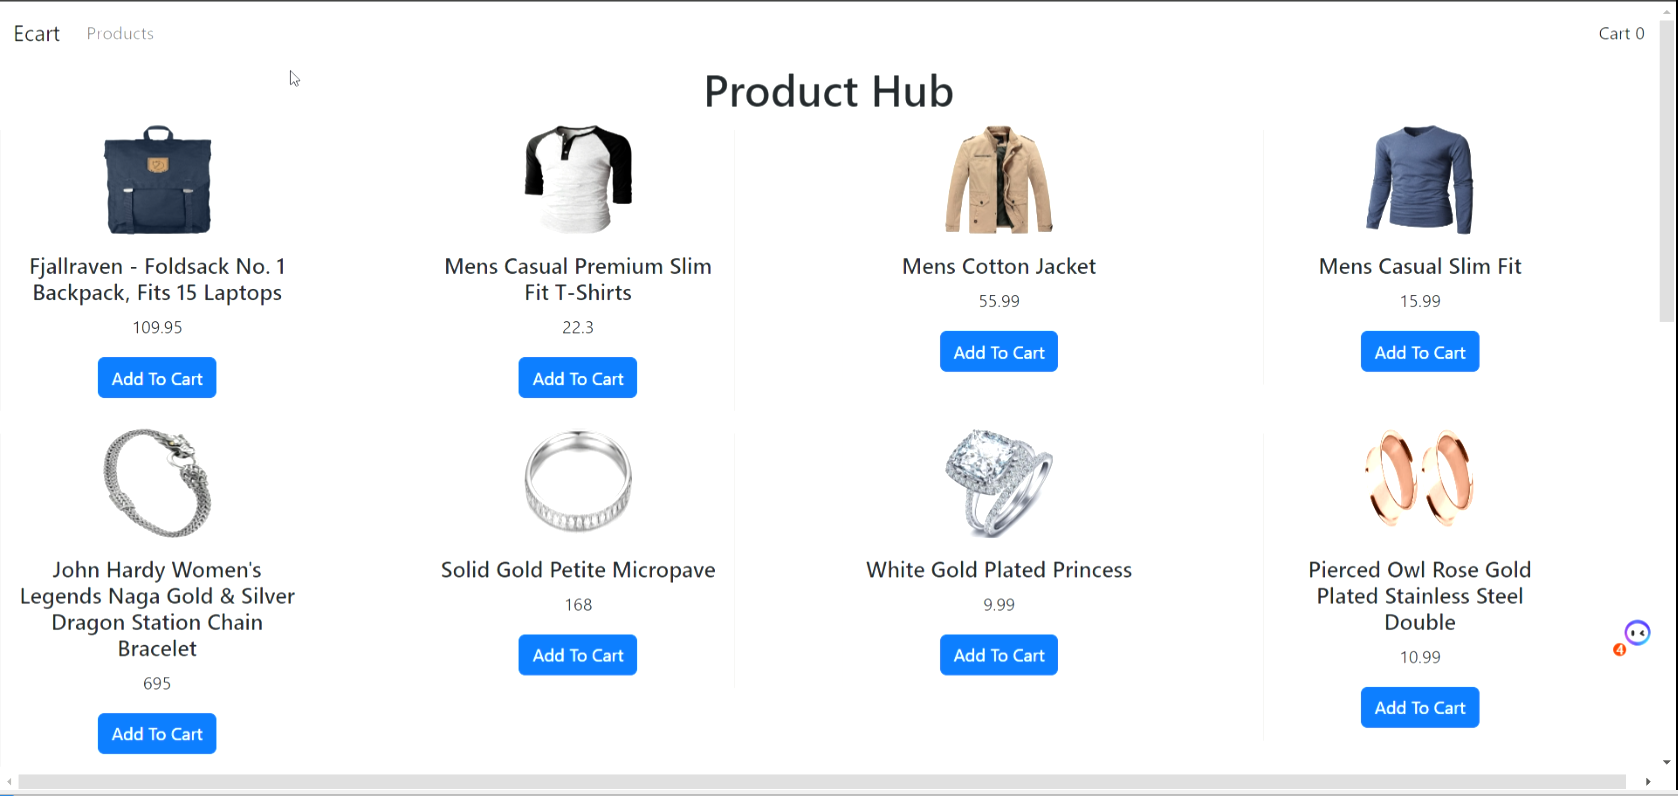 Ecart
Products
Cart 0
Product Hub
Fjallraven - Foldsack No. 1
Backpack, Fits 15 Laptops
109.95
Add To Cart
Mens Casual Premium Slim
Fit T-Shirts
22.3
Add To Cart
Mens Cotton Jacket
55.99
Add To Cart
Mens Casual Slim Fit
15.99
Add To Cart
John Hardy Women's
Legends Naga Gold & Silver
Dragon Station Chain
Bracelet
695
Add To Cart
Solid Gold Petite Micropave
168
Add To Cart
White Gold Plated Princess
9.99
Add To Cart
Pierced Owl Rose Gold
Plated Stainless Steel
Double
10.99
Add To Cart
4